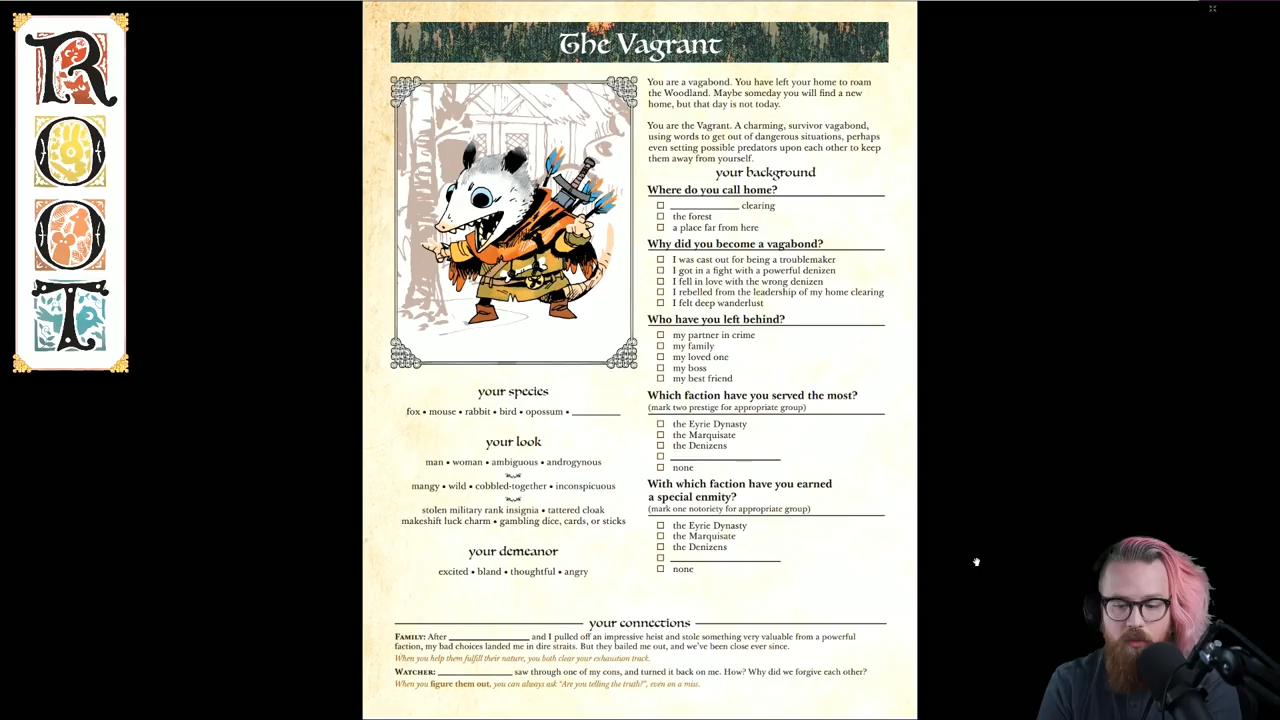 ROOT
The Vagrant
You are a vagabond. You have left your home to roam
the Woodland. Maybe someday you will find a new
home, but that day is not today.
You are the Vagrant. A charming, survivor vagabond,
using words to get out of dangerous situations, perhaps
even setting possible predators upon each other to keep
them away from yourself.
your background
Where do you call home?
____________ clearing
the forest
a place far from here
Why did you become a vagabond?
I was cast out for being a troublemaker
I got in a fight with a powerful denizen
I fell in love with the wrong denizen
I rebelled from the leadership of my home clearing
I felt deep wanderlust
Who have you left behind?
my partner in crime
my family
my loved one
my boss
my best friend
Which faction have you served the most?
(mark two prestige for appropriate group)
the Eyrie Dynasty
the Marquisate
the Denizens
____________________
none
With which faction have you earned
a special enmity?
(mark one notoriety for appropriate group)
the Eyrie Dynasty
the Marquisate
the Denizens
____________________
none
your species
fox • mouse • rabbit • bird • opossum • _________
your look
man • woman • ambiguous • androgynous
mangy • wild • cobbled-together • inconspicuous
stolen military rank insignia • tattered cloak
makeshift luck charm • gambling dice, cards, or sticks
your demeanor
excited • bland • thoughtful • angry
your connections
Family: After ______________ and I pulled off an impressive heist and stole something very valuable from a powerful
faction, my bad choices landed me in dire straits. But they bailed me out, and we've been close ever since.
When you help them fulfill their nature, you both clear your exhaustion track.
Watcher: ______________ saw through one of my cons, and turned it back on me. How? Why did we forgive each other?
When you figure them out, you can always ask "Are you telling the truth?", even on a miss.